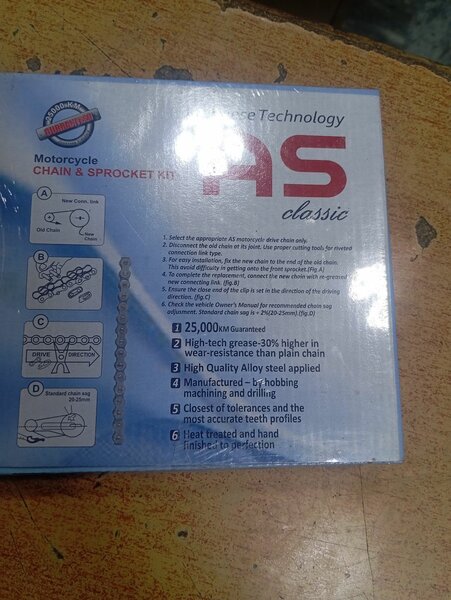 25000+KM
GUARANTEED
Technology
Motorcycle
CHAIN & SPROCKET KIT
AS
classic
A
New Conn. link
Old Chain
New Chain
B
C
DRIVE
DIRECTION
D
Standard chain sag
20-25mm
1. Select the appropriate AS motorcyclr drive chain only.
2. Disconnect the old chain at its joint. Use proper cutting tools for riveted
connection link type.
3. For easy installation, fix the new chain to the end of the old chain.
This avoid difficulty in getting onto the front sprocket.(Fig.A)
4. To complete the replacement, connect the new chain with re-greased
new connecting link. (fig.B)
5. Ensure the close end of the clip is set in the direction of the driving
direction. (fig.C)
6. Check the vehicle Owner's Manual for recommended chain sag
adjusment. Standard chain sag is + 2%(20-25mm).(fig.D)
1 25,000KM Guaranteed
2 High-tech grease-30% higher in
wear-resistance than plain chain
3 High Quality Alloy steel applied
4 Manufactured – by hobbing
machining and drilling
5 Closest of tolerances and the
most accurate teeth profiles
6 Heat treated and hand
finished to perfection